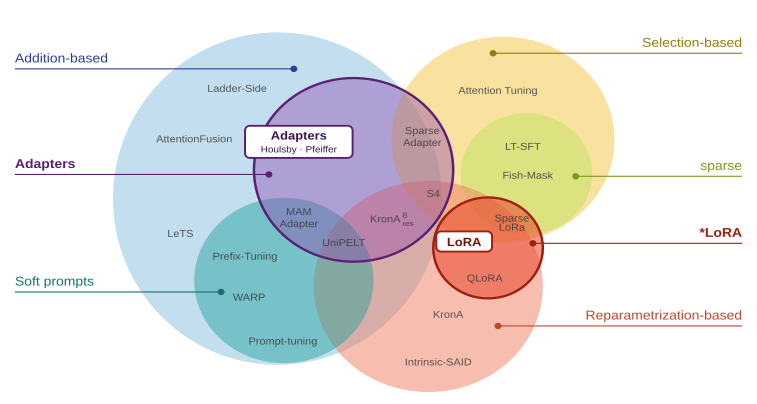 Addition-based
Selection-based
Ladder-Side
Attention Tuning
AttentionFusion
Adapters
Houlsby · Pfeiffer
Sparse
Adapter
LT-SFT
Adapters
sparse
Fish-Mask
S4
MAM
Adapter
KronA B res
Sparse
LoRa
LeTS
UniPELT
LoRA
*LoRA
Prefix-Tuning
Soft prompts
QLoRA
WARP
KronA
Reparametrization-based
Prompt-tuning
Intrinsic-SAID